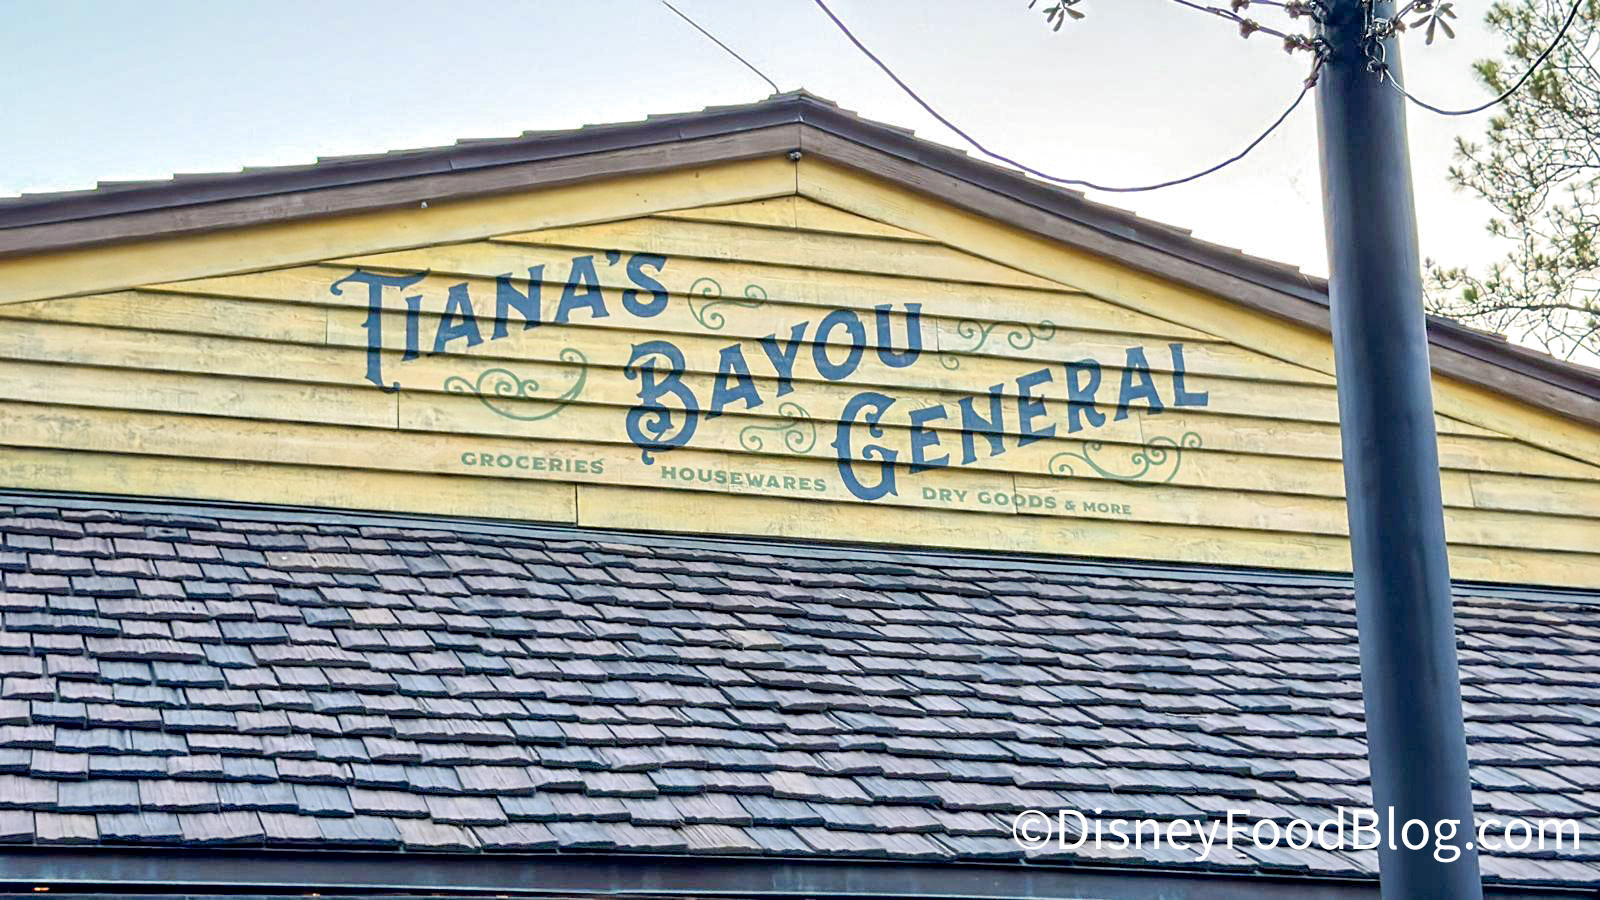 TIANA'S
BAYOU
GENERAL
GROCERIES HOUSEWARES DRY GOODS & MORE
©DisneyFoodBlog.com